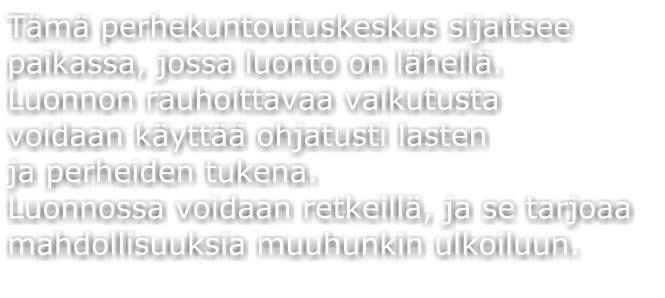 Tämä perhekuntoutuskeskus sijaitsee
paikassa, jossa luonto on lähellä.
Luonnon rauhoittavaa vaikutusta
voidaan käyttää ohjatusti lasten
ja perheiden tukena.
Luonnossa voidaan retkeillä, ja se tarjoaa
mahdollisuuksia muuhunkin ulkoiluun.